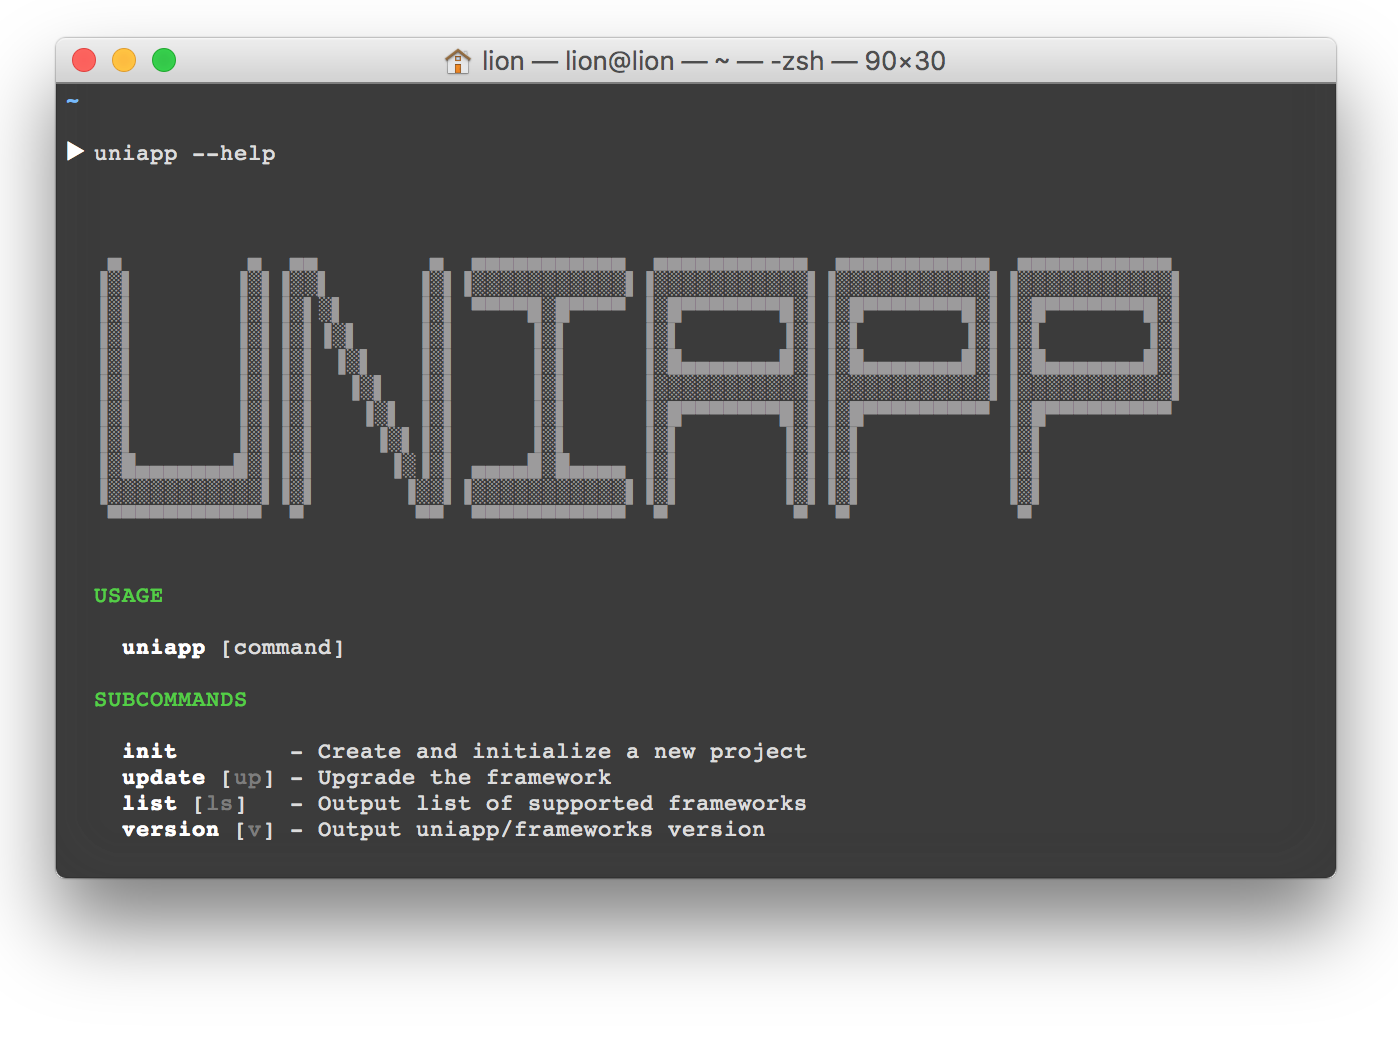 lion — lion@lion — ~ — -zsh — 90×30
~
▶ uniapp --help
UNIAPP
USAGE
uniapp [command]
SUBCOMMANDS
init - Create and initialize a new project
update [up] - Upgrade the framework
list [ls] - Output list of supported frameworks
version [v] - Output uniapp/frameworks version